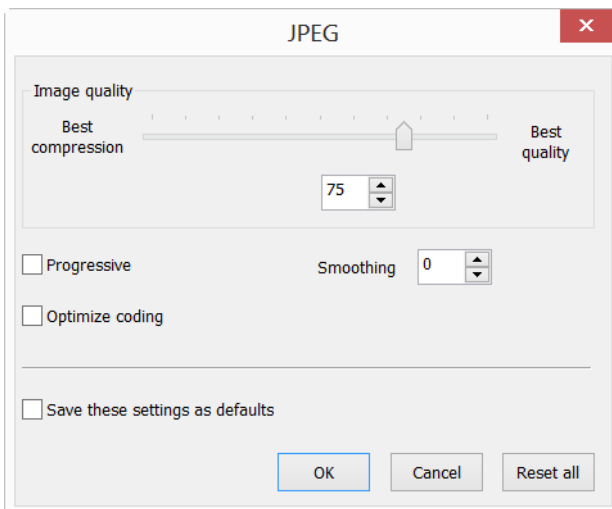 JPEG
Image quality
Best
compression
Best
quality
75
Progressive
Smoothing
0
Optimize coding
Save these settings as defaults
OK
Cancel
Reset all